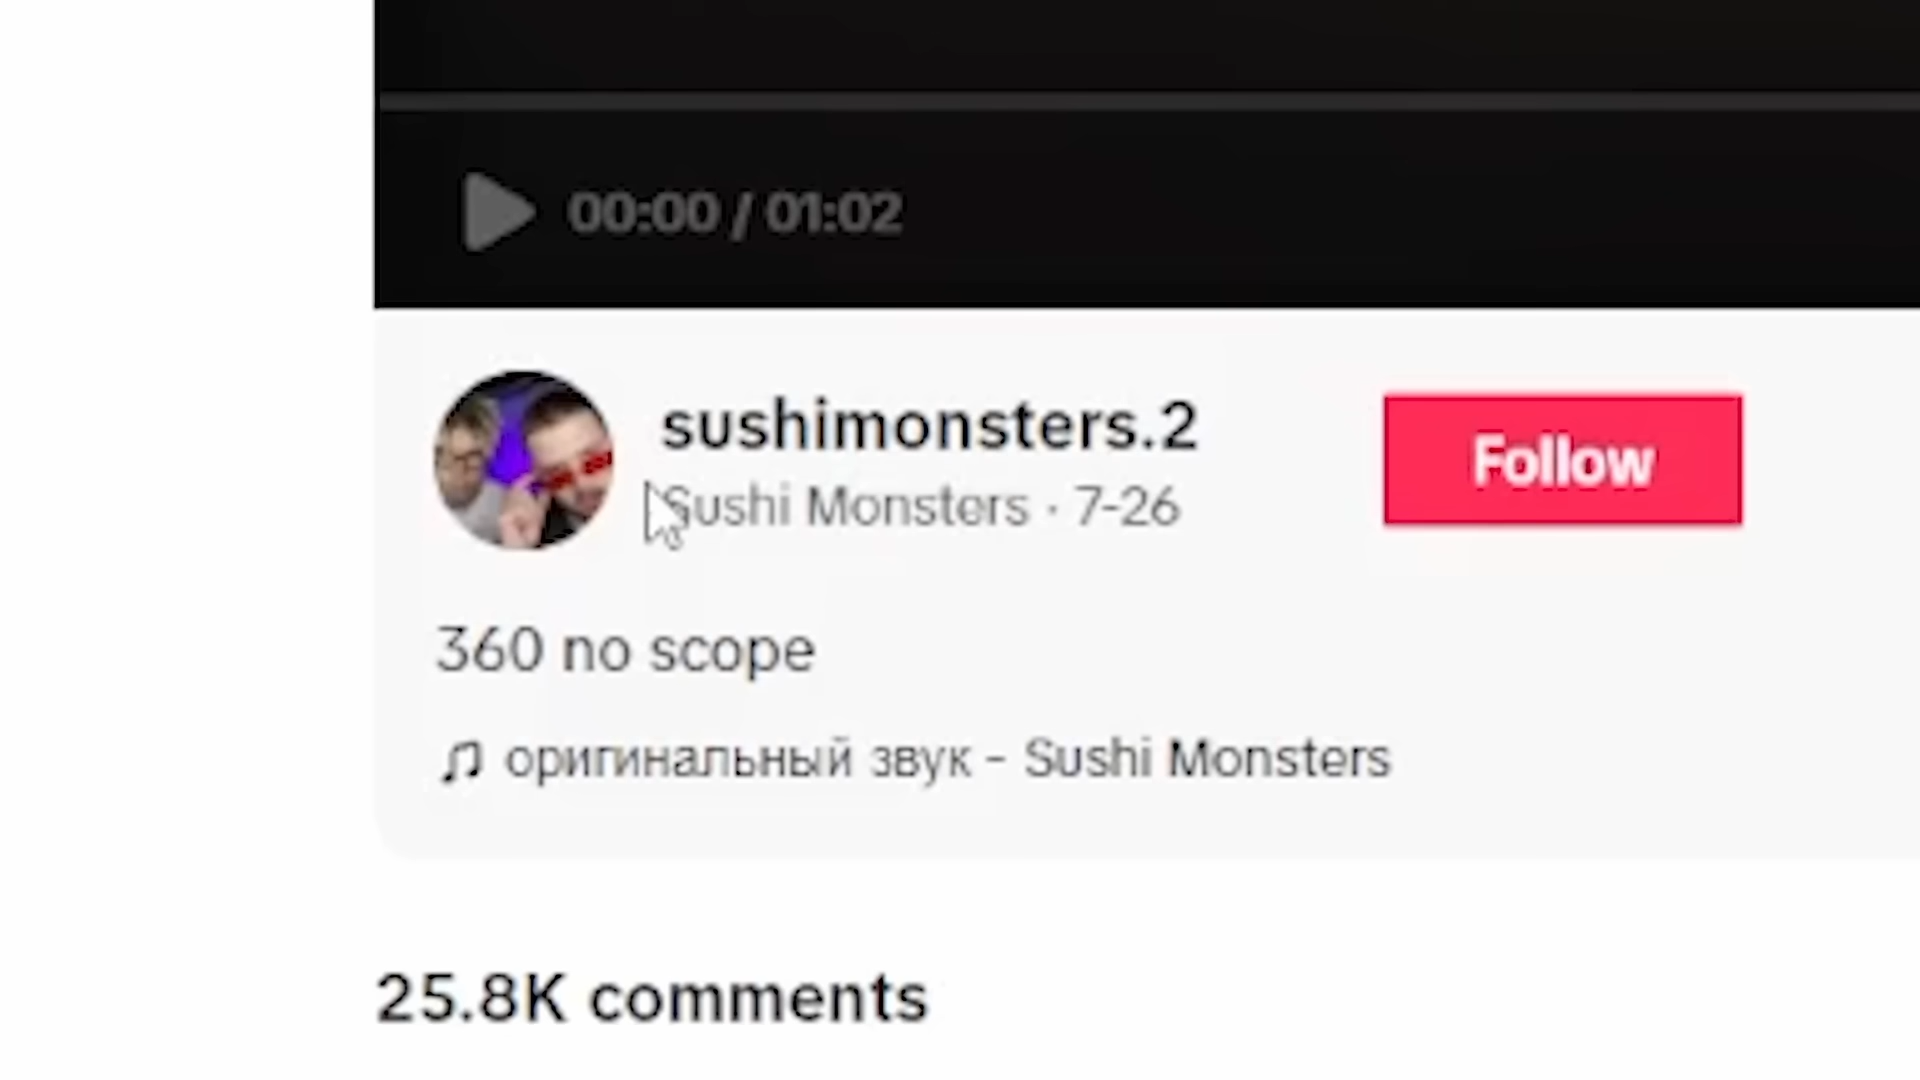 00:00 / 01:02
sushimonsters.2
Sushi Monsters · 7-26
Follow
360 no scope
оригинальный звук - Sushi Monsters
25.8K comments